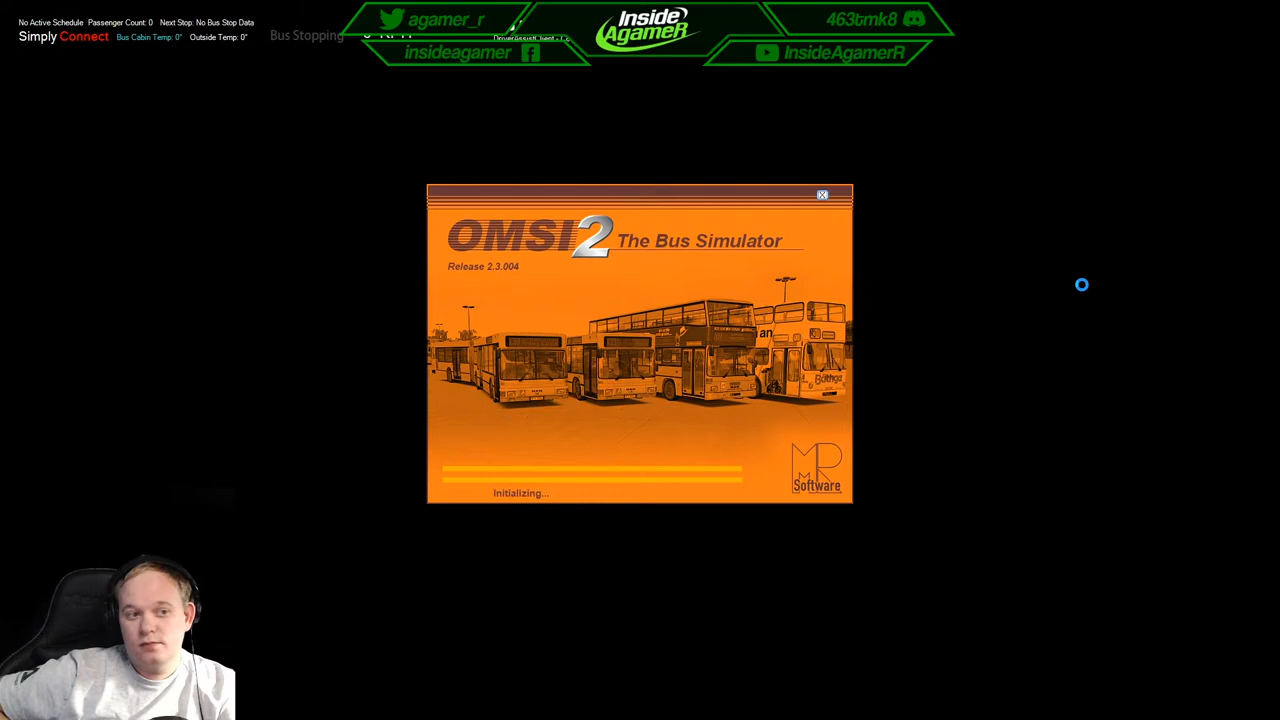 No Active Schedule Passenger Count: 0 Next Stop: No Bus Stop Data
Simply Connect Bus Cabin Temp: 0° Outside Temp: 0°
Bus Stopping
agamer_r
insideagamer
Inside
AgameR
463tmk8
InsideAgamerR
OMSI 2 The Bus Simulator
Release 2.3.004
MR
Software
Initializing...